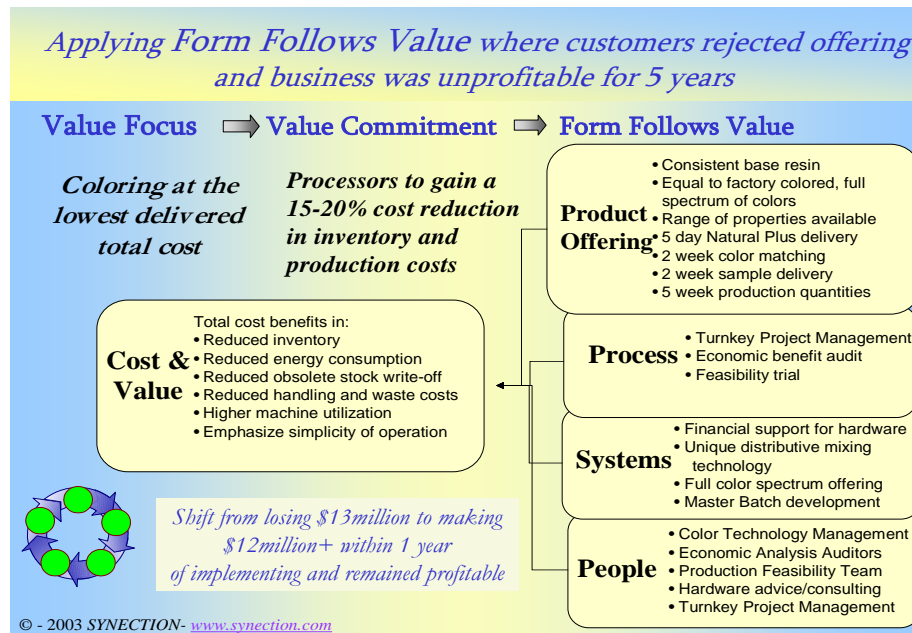 Applying Form Follows Value where customers rejected offering
and business was unprofitable for 5 years
Value Focus
Value Commitment
Form Follows Value
Coloring at the
lowest delivered
total cost
Processors to gain a
15-20% cost reduction
in inventory and
production costs
Product
Offering
• Consistent base resin
• Equal to factory colored, full
spectrum of colors
• Range of properties available
• 5 day Natural Plus delivery
• 2 week color matching
• 2 week sample delivery
• 5 week production quantities
Cost &
Value
Total cost benefits in:
• Reduced inventory
• Reduced energy consumption
• Reduced obsolete stock write-off
• Reduced handling and waste costs
• Higher machine utilization
• Emphasize simplicity of operation
Process
• Turnkey Project Management
• Economic benefit audit
• Feasibility trial
Systems
• Financial support for hardware
• Unique distributive mixing
technology
• Full color spectrum offering
• Master Batch development
People
• Color Technology Management
• Economic Analysis Auditors
• Production Feasibility Team
• Hardware advice/consulting
• Turnkey Project Management
Shift from losing $13million to making
$12million+ within 1 year
of implementing and remained profitable
© - 2003 SYNECTION- www.synection.com